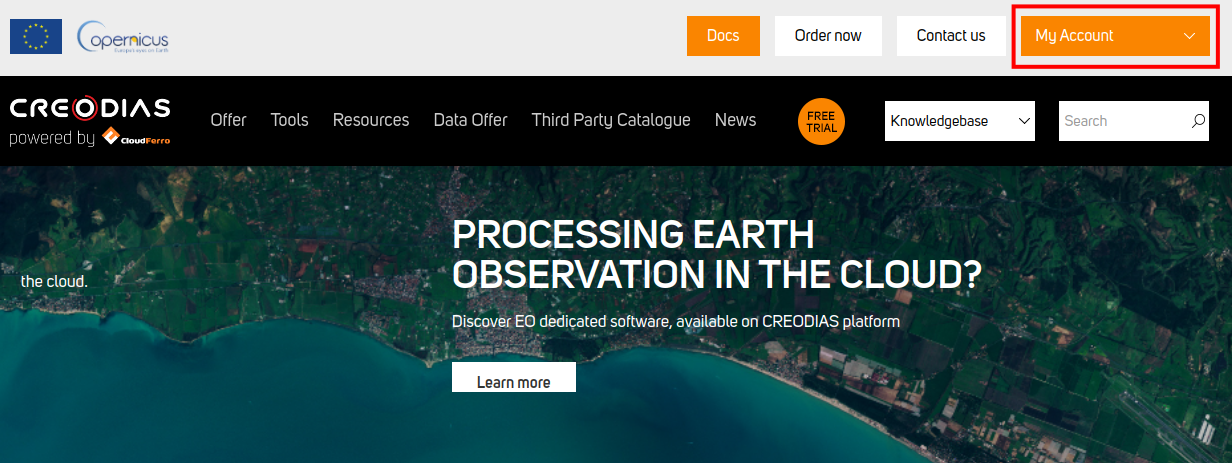 opernicus
Europe's eyes on Earth
Docs
Order now
Contact us
My Account
CREODIAS
powered by CloudFerro
Offer
Tools
Resources
Data Offer
Third Party Catalogue
News
FREE
TRIAL
Knowledgebase
Search
PROCESSING EARTH
OBSERVATION IN THE CLOUD?
the cloud.
Discover EO dedicated software, available on CREODIAS platform
Learn more